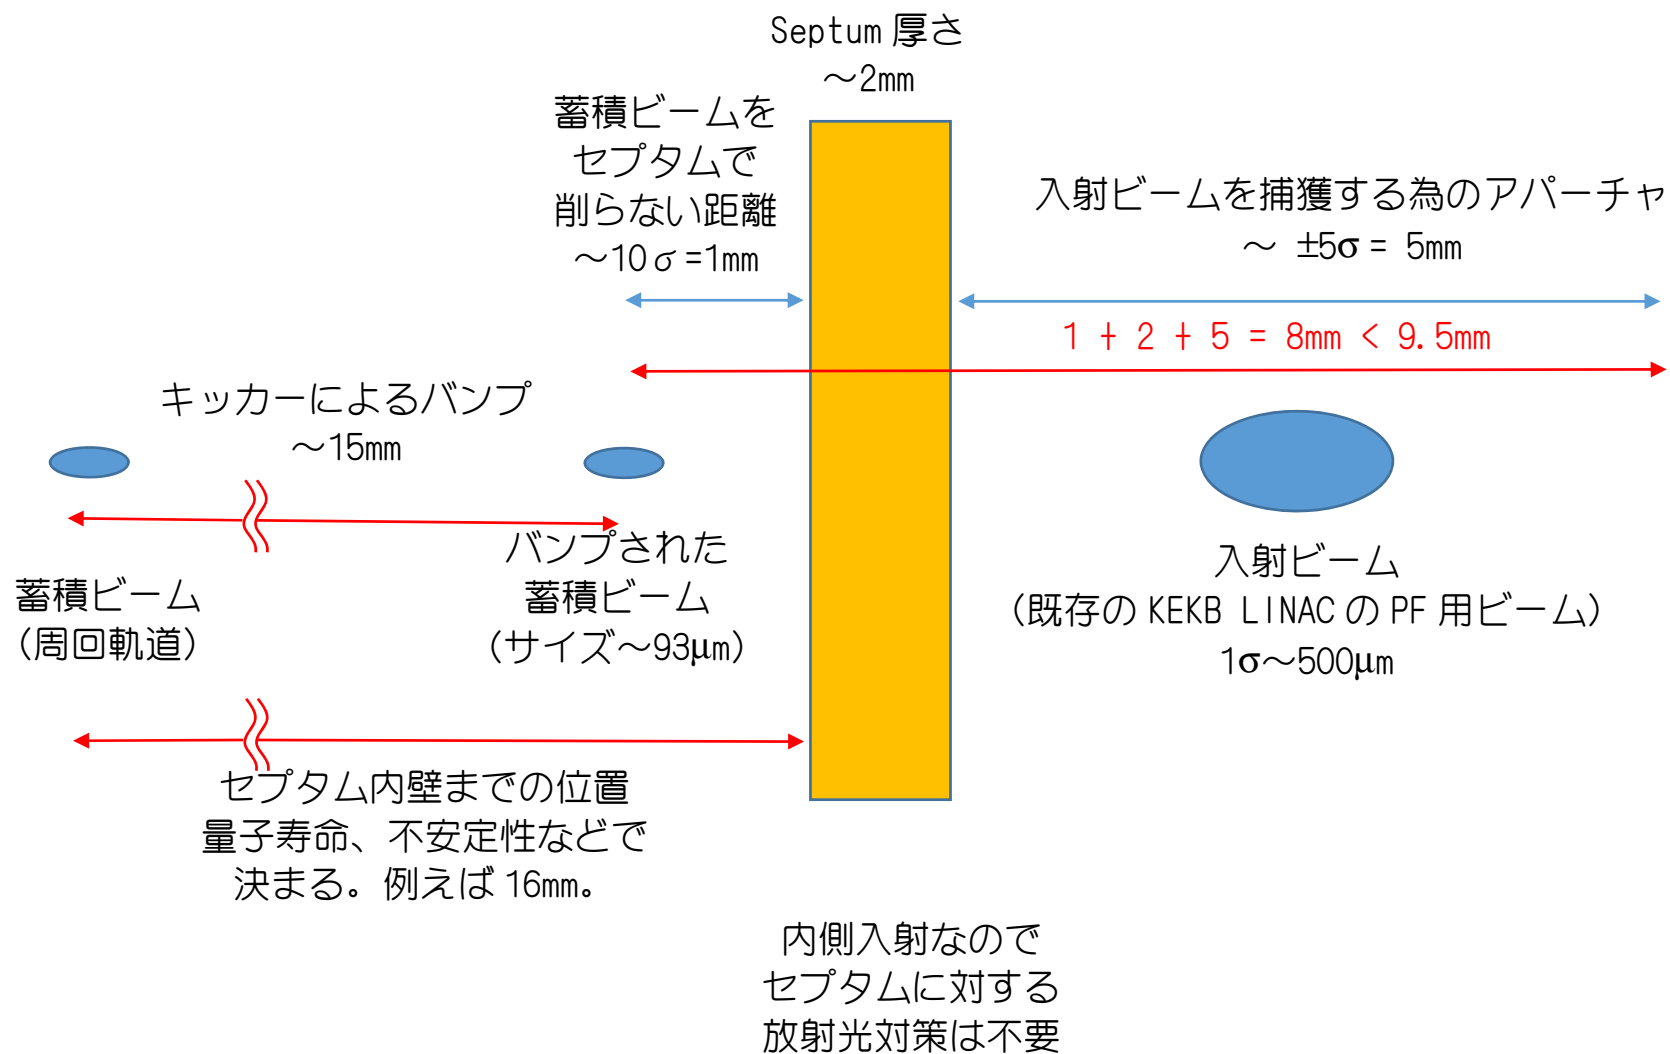 Septum厚さ
～2mm
蓄積ビームを
セプタムで
削らない距離
～10σ=1mm
入射ビームを捕獲する為のアパーチャ
～ ±5σ = 5mm
1 + 2 + 5 = 8mm < 9.5mm
キッカーによるバンプ
～15mm
バンプされた
蓄積ビーム
(サイズ～93μm)
蓄積ビーム
(周回軌道)
入射ビーム
(既存の KEKB LINAC の PF 用ビーム)
1σ～500μm
セプタム内壁までの位置
量子寿命、不安定性などで
決まる。例えば 16mm。
内側入射なので
セプタムに対する
放射光対策は不要